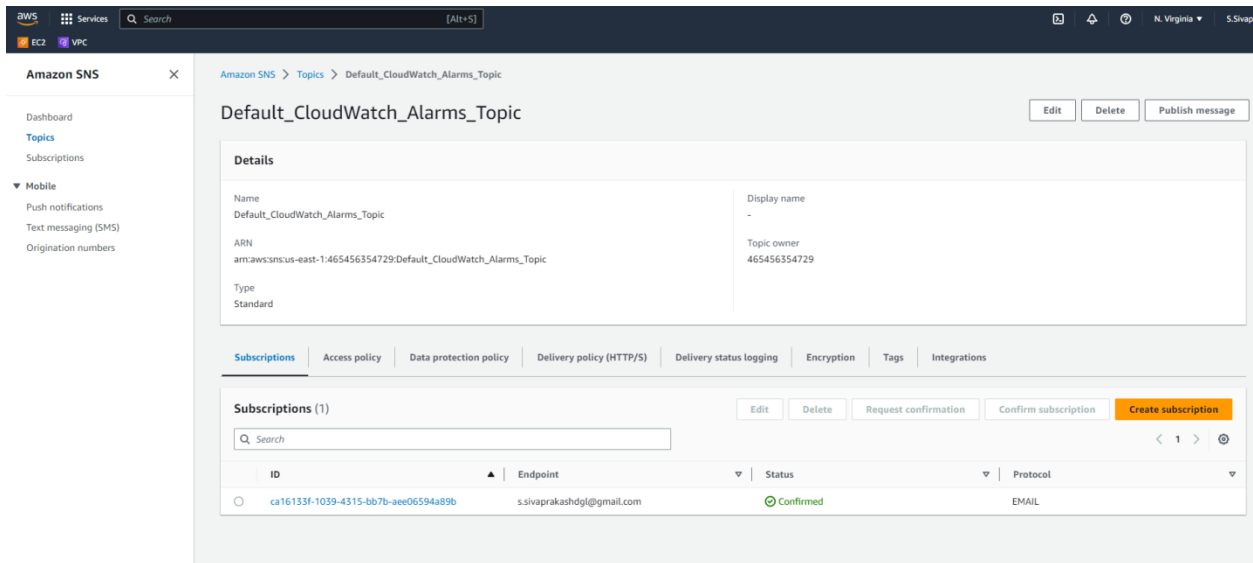 aws Services Search [Alt+S] N. Virginia ▼ S.Sivap
EC2 VPC
Amazon SNS
Dashboard
Topics
Subscriptions
▼ Mobile
Push notifications
Text messaging (SMS)
Origination numbers
Amazon SNS > Topics > Default_CloudWatch_Alarms_Topic
Default_CloudWatch_Alarms_Topic Edit Delete Publish message
Details
Name
Default_CloudWatch_Alarms_Topic
ARN
arn:aws:sns:us-east-1:465456354729:Default_CloudWatch_Alarms_Topic
Type
Standard
Display name
-
Topic owner
465456354729
Subscriptions Access policy Data protection policy Delivery policy (HTTP/S) Delivery status logging Encryption Tags Integrations
Subscriptions (1) Edit Delete Request confirmation Confirm subscription Create subscription
Search < 1 >
ID Endpoint Status Protocol
ca16133f-1039-4315-bb7b-aee06594a89b s.sivaprakashdgl@gmail.com Confirmed EMAIL